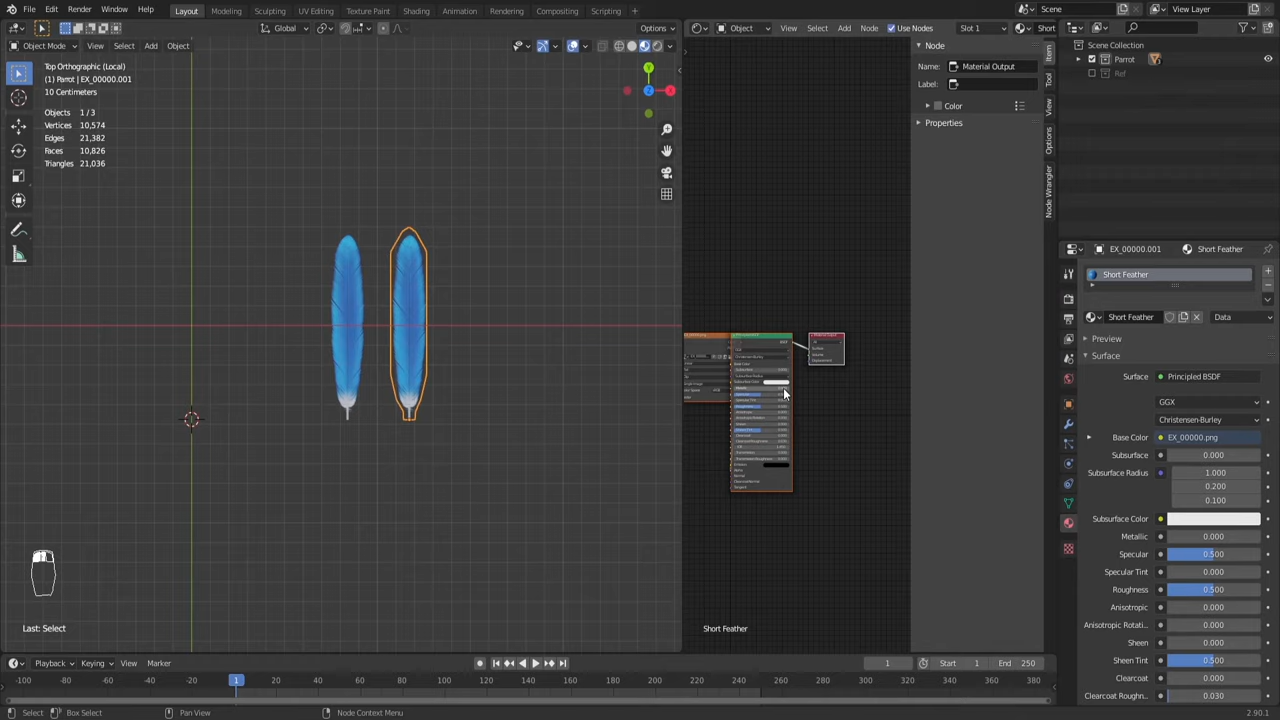 File Edit Render Window Help
Layout Modeling Sculpting UV Editing Texture Paint Shading Animation Rendering Compositing Scripting +
Scene
View Layer
Global
Options
Object Mode View Select Add Object
Top Orthographic (Local)
(1) Parrot | EX_00000.001
10 Centimeters
Objects 1/3
Vertices 10,574
Edges 21,382
Faces 10,826
Triangles 21,036
Y
X
Z
Last: Select
Object View Select Add Node Use Nodes Slot 1 Short
Node
Name: Material Output
Label:
Color
Properties
Item
Tool
View
Options
Node Wrangler
Short Feather
Scene Collection
Parrot
Ref
EX_00000.001 Short Feather
Short Feather
Short Feather Data
Preview
Surface
Surface Principled BSDF
GGX
Base Color EX_00000.png
Subsurface 0.000
Subsurface Radius 1.000
0.200
0.100
Subsurface Color
Metallic 0.000
Specular 0.500
Specular Tint 0.000
Roughness 0.500
Anisotropic 0.000
Anisotropic Rotati.. 0.000
Sheen 0.000
Sheen Tint 0.500
Clearcoat 0.000
Clearcoat Roughn.. 0.030
Playback Keying View Marker
1 Start 1 End 250
-100 -80 -60 -40 -20 1 20 40 60 80 100 120 140 160 180 200 220 240 260 280 300 320 340 360 380
Select Box Select Pan View Node Context Menu 2.90.1